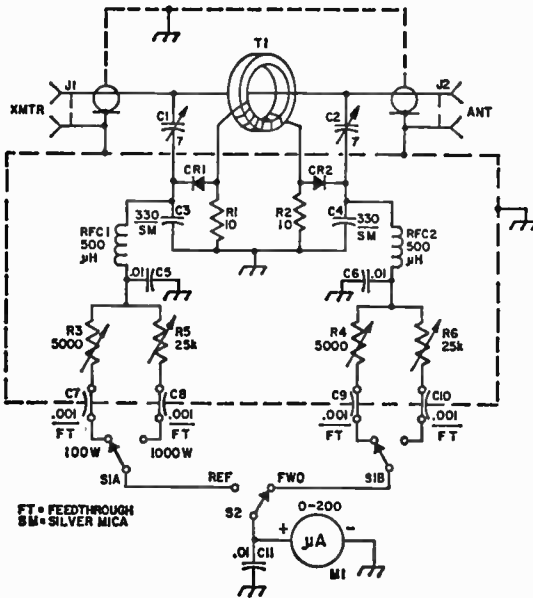 T1
J1
J2
XMTR
ANT
C1
7
C2
7
CR1
CR2
C3
330
SM
R1
10
R2
10
C4
330
SM
RFC1
500
µH
RFC2
500
µH
.01
C5
C6
.01
R3
5000
R5
25k
R4
5000
R6
25k
C7
.001
FT
C8
.001
FT
C9
.001
FT
C10
.001
FT
100W
1000W
S1A
REF
FWD
S1B
S2
0-200
FT = FEEDTHROUGH
SM = SILVER MICA
+
µA
-
.01
C11
M1